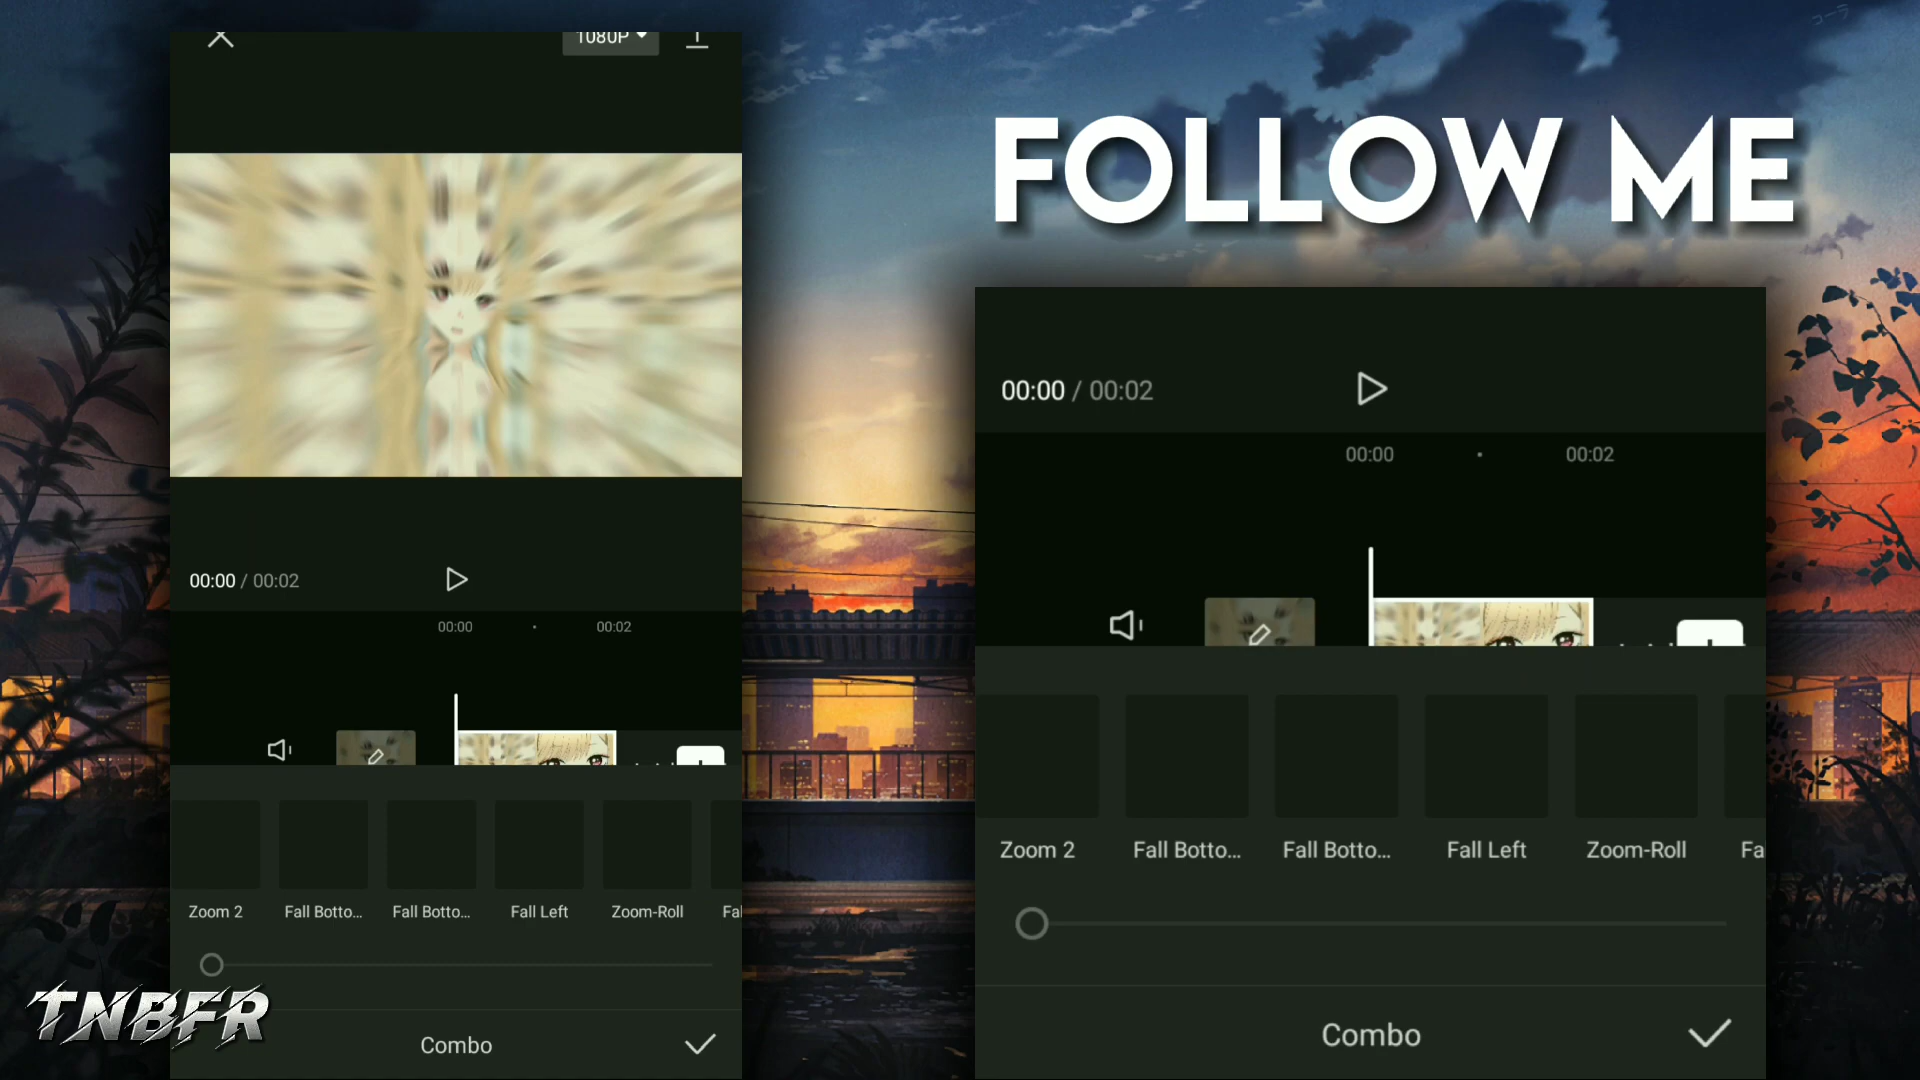 1080P
FOLLOW ME
00:00 / 00:02
00:00 00:02
Zoom 2 Fall Botto... Fall Botto... Fall Left Zoom-Roll Fal
Combo
TNBFR
00:00 / 00:02
00:00 00:02
Zoom 2 Fall Botto... Fall Botto... Fall Left Zoom-Roll Fa
Combo